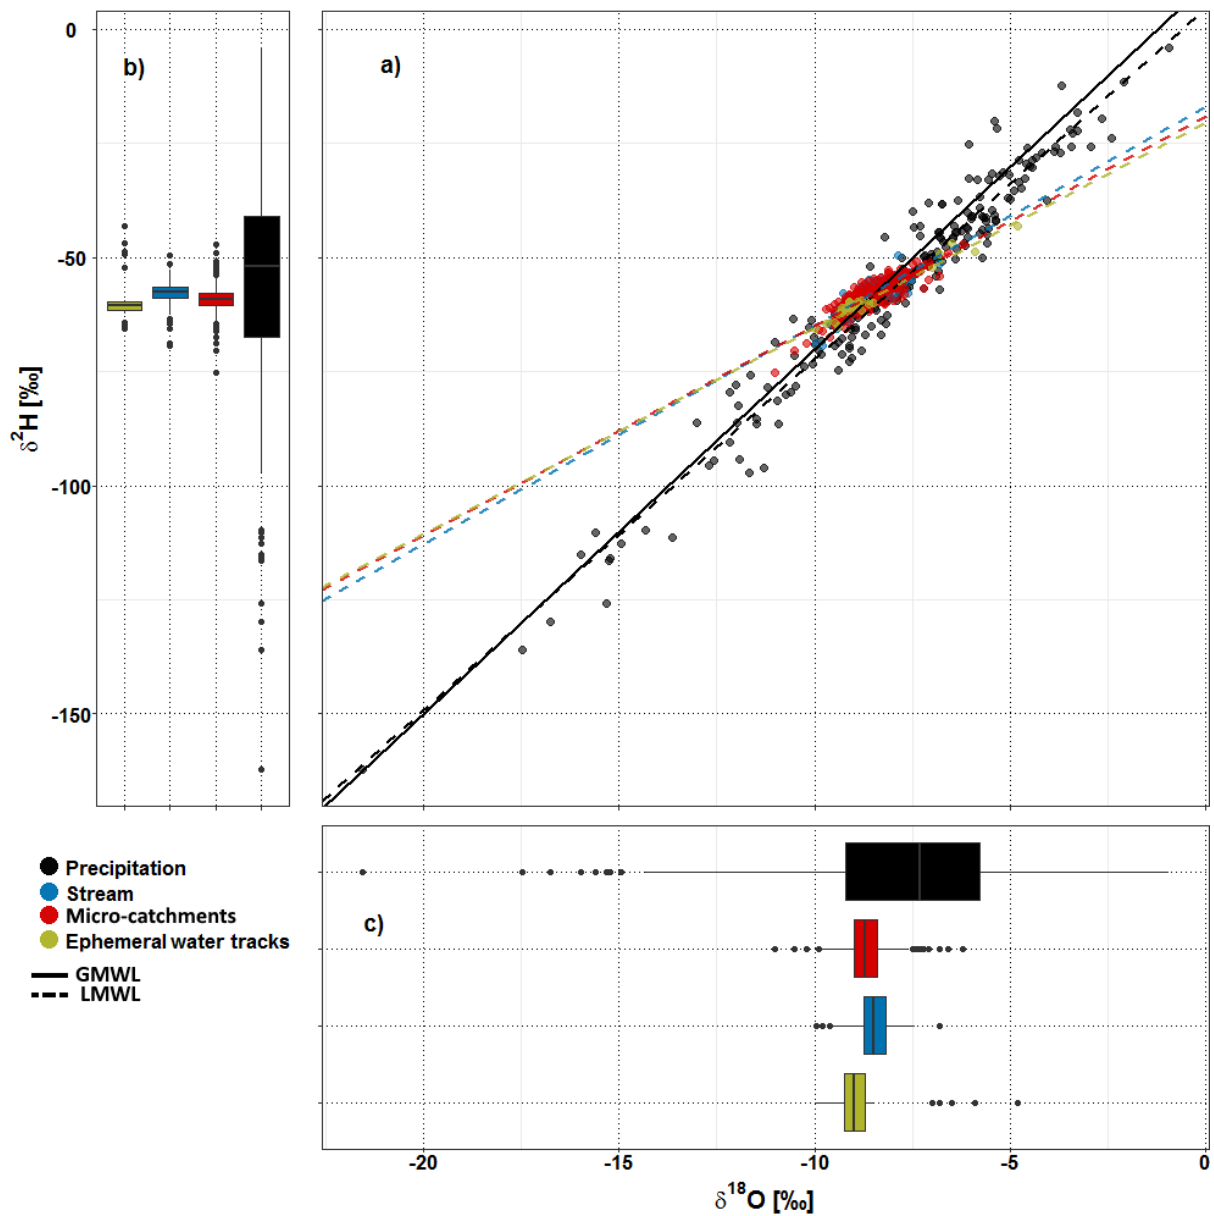 b)
a)
0
-50
-100
-150
δ²H [‰]
Precipitation
Stream
Micro-catchments
Ephemeral water tracks
GMWL
LMWL
c)
-20 -15 -10 -5 0
δ¹⁸O [‰]